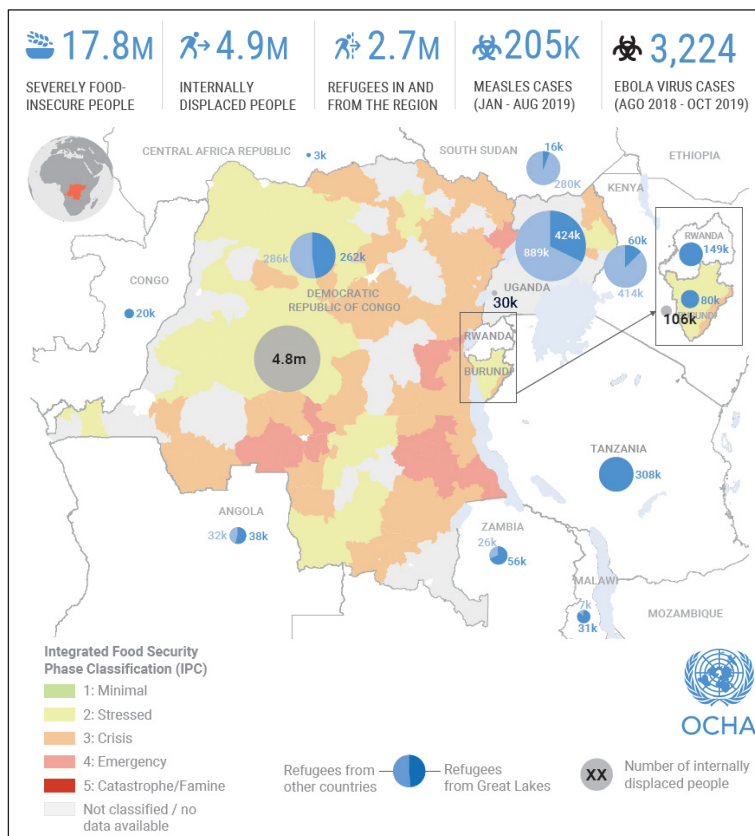 17.8M
SEVERELY FOOD-
INSECURE PEOPLE
4.9M
INTERNALLY
DISPLACED PEOPLE
2.7M
REFUGEES IN AND
FROM THE REGION
205K
MEASLES CASES
(JAN - AUG 2019)
3,224
EBOLA VIRUS CASES
(AGO 2018 - OCT 2019)
CENTRAL AFRICA REPUBLIC
3k
SOUTH SUDAN
16k
280K
ETHIOPIA
KENYA
60k
414k
424k
889k
UGANDA
30k
RWANDA
149k
80k
BURUNDI
106k
CONGO
20k
286k
262k
DEMOCRATIC
REPUBLIC OF CONGO
4.8m
RWANDA
BURUNDI
TANZANIA
308k
ANGOLA
32k
38k
ZAMBIA
26k
56k
MALAWI
7k
31k
MOZAMBIQUE
Integrated Food Security
Phase Classification (IPC)
1: Minimal
2: Stressed
3: Crisis
4: Emergency
5: Catastrophe/Famine
Not classified / no
data available
Refugees from
other countries
Refugees
from Great Lakes
XX
Number of internally
displaced people
OCHA